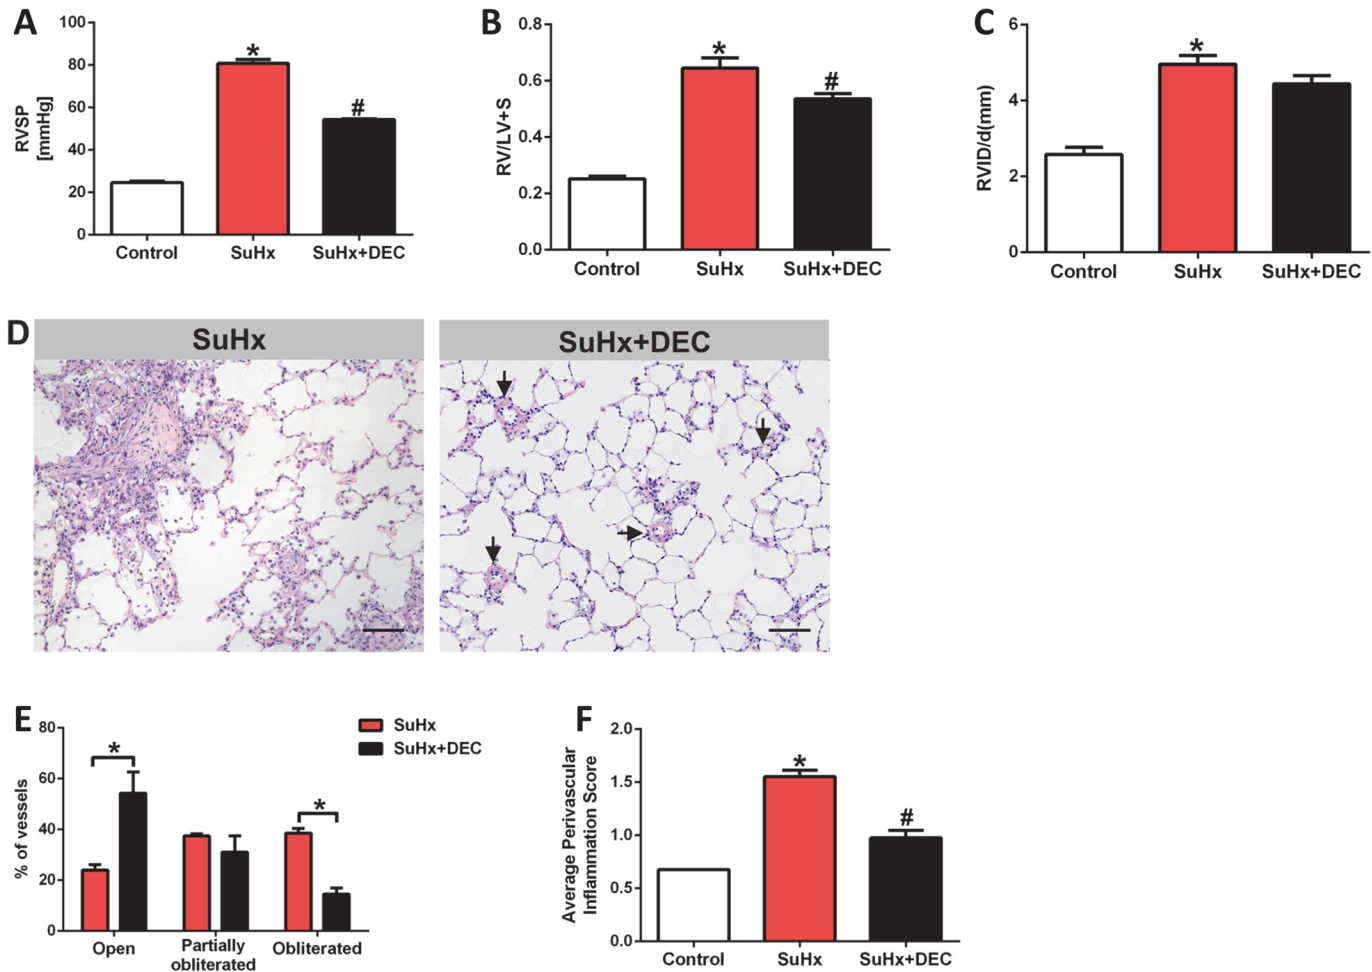 A
RVSP
[mmHg]
100
80
60
40
20
0
*
#
Control
SuHx
SuHx+DEC
B
RV/LV+S
0.8
0.6
0.4
0.2
0.0
*
#
Control
SuHx
SuHx+DEC
C
RVID/d(mm)
6
4
2
0
*
Control
SuHx
SuHx+DEC
D
SuHx
SuHx+DEC
E
% of vessels
80
60
40
20
0
*
*
Open
Partially
obliterated
Obliterated
SuHx
SuHx+DEC
F
Average Perivascular
Inflammation Score
2.0
1.5
1.0
0.5
0.0
*
#
Control
SuHx
SuHx+DEC